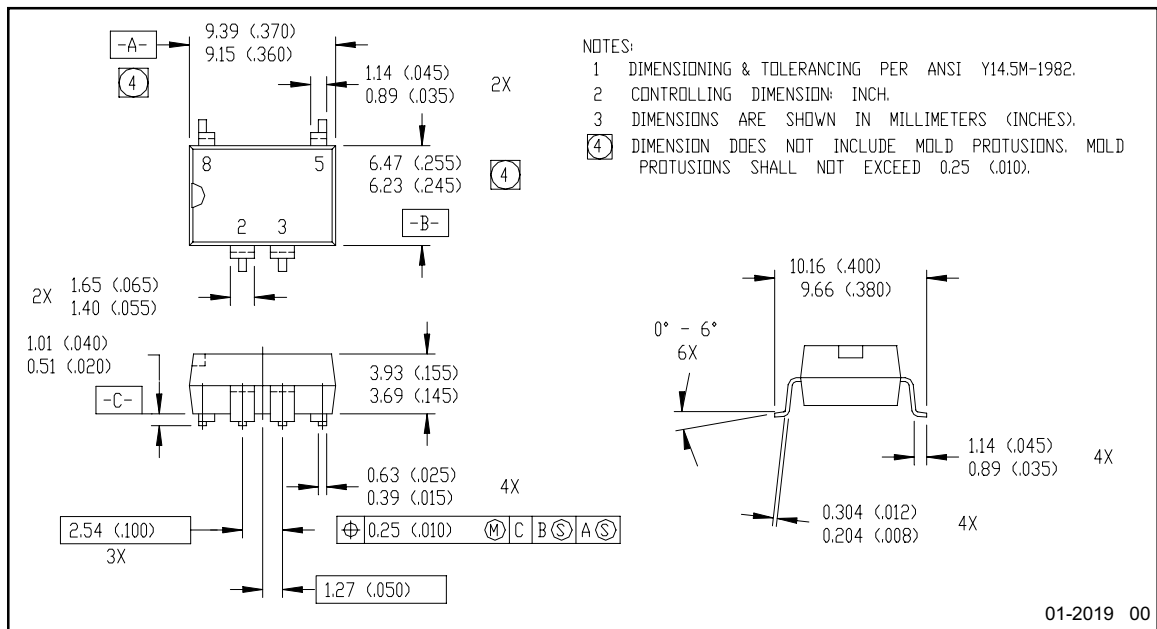 9.39 (.370)
9.15 (.360)
-A-
4
1.14 (.045)
0.89 (.035)
2X
8
5
2
3
6.47 (.255)
6.23 (.245)
4
-B-
2X
1.65 (.065)
1.40 (.055)
1.01 (.040)
0.51 (.020)
-C-
3.93 (.155)
3.69 (.145)
0.63 (.025)
0.39 (.015)
4X
2.54 (.100)
3X
⌖ 0.25 (.010) Ⓜ C B Ⓢ A Ⓢ
1.27 (.050)
NOTES:
1 DIMENSIONING & TOLERANCING PER ANSI Y14.5M-1982.
2 CONTROLLING DIMENSION: INCH.
3 DIMENSIONS ARE SHOWN IN MILLIMETERS (INCHES).
4 DIMENSION DOES NOT INCLUDE MOLD PROTUSIONS. MOLD
PROTUSIONS SHALL NOT EXCEED 0.25 (.010).
10.16 (.400)
9.66 (.380)
0° - 6°
6X
1.14 (.045)
0.89 (.035)
4X
0.304 (.012)
0.204 (.008)
4X
01-2019 00